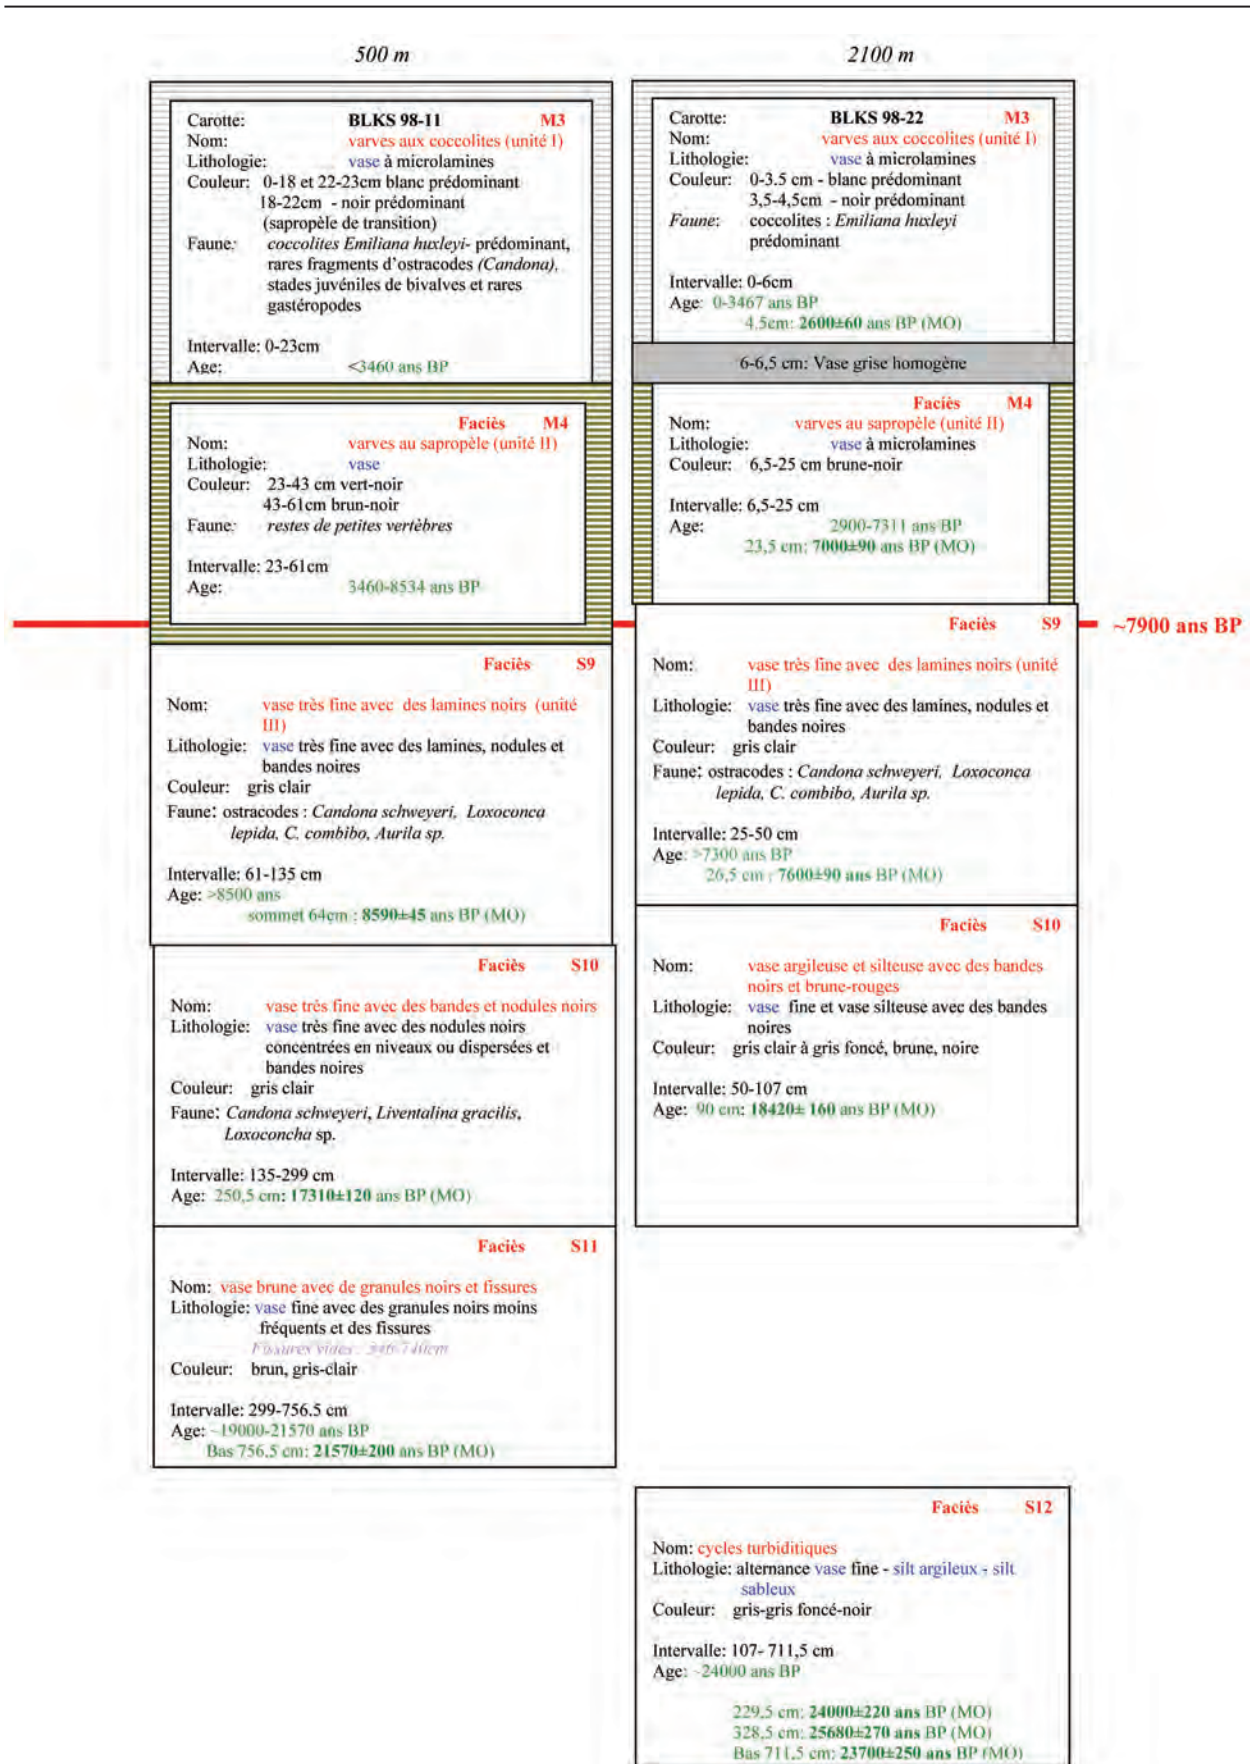 500 m
Carotte: BLKS 98-11 M3
Nom: varves aux coccolites (unité I)
Lithologie: vase à microlamines
Couleur: 0-18 et 22-23cm blanc prédominant
18-22cm - noir prédominant
(sapropèle de transition)
Faune: coccolites Emiliana huxleyi- prédominant,
rares fragments d'ostracodes (Candona),
stades juvéniles de bivalves et rares
gastéropodes
Intervalle: 0-23cm
Age: <3460 ans BP
Faciès M4
Nom: varves au sapropèle (unité II)
Lithologie: vase
Couleur: 23-43 cm vert-noir
43-61cm brun-noir
Faune: restes de petites vertèbres
Intervalle: 23-61cm
Age: 3460-8534 ans BP
Faciès S9
Nom: vase très fine avec des lamines noirs (unité
III)
Lithologie: vase très fine avec des lamines, nodules et
bandes noires
Couleur: gris clair
Faune: ostracodes : Candona schweyeri, Loxoconca
lepida, C. combibo, Aurila sp.
Intervalle: 61-135 cm
Age: >8500 ans
sommet 64cm : 8590±45 ans BP (MO)
Faciès S10
Nom: vase très fine avec des bandes et nodules noirs
Lithologie: vase très fine avec des nodules noirs
concentrées en niveaux ou dispersées et
bandes noires
Couleur: gris clair
Faune: Candona schweyeri, Liventalina gracilis,
Loxoconcha sp.
Intervalle: 135-299 cm
Age: 250,5 cm: 17310±120 ans BP (MO)
Faciès S11
Nom: vase brune avec de granules noirs et fissures
Lithologie: vase fine avec des granules noirs moins
fréquents et des fissures
Fissures vides : 346-740cm
Couleur: brun, gris-clair
Intervalle: 299-756.5 cm
Age: ~19000-21570 ans BP
Bas 756,5 cm: 21570±200 ans BP (MO)
2100 m
Carotte: BLKS 98-22 M3
Nom: varves aux coccolites (unité I)
Lithologie: vase à microlamines
Couleur: 0-3.5 cm - blanc prédominant
3,5-4,5cm - noir prédominant
Faune: coccolites : Emiliana huxleyi
prédominant
Intervalle: 0-6cm
Age: 0-3467 ans BP
4.5cm: 2600±60 ans BP (MO)
6-6,5 cm: Vase grise homogène
Faciès M4
Nom: varves au sapropèle (unité II)
Lithologie: vase à microlamines
Couleur: 6,5-25 cm brune-noir
Intervalle: 6,5-25 cm
Age: 2900-7311 ans BP
23,5 cm: 7000±90 ans BP (MO)
~7900 ans BP
Faciès S9
Nom: vase très fine avec des lamines noirs (unité
III)
Lithologie: vase très fine avec des lamines, nodules et
bandes noires
Couleur: gris clair
Faune: ostracodes : Candona schweyeri, Loxoconca
lepida, C. combibo, Aurila sp.
Intervalle: 25-50 cm
Age: >7300 ans BP
26,5 cm : 7600±90 ans BP (MO)
Faciès S10
Nom: vase argileuse et silteuse avec des bandes
noirs et brune-rouges
Lithologie: vase fine et vase silteuse avec des bandes
noires
Couleur: gris clair à gris foncé, brune, noire
Intervalle: 50-107 cm
Age: 90 cm: 18420± 160 ans BP (MO)
Faciès S12
Nom: cycles turbiditiques
Lithologie: alternance vase fine - silt argileux - silt
sableux
Couleur: gris-gris foncé-noir
Intervalle: 107- 711,5 cm
Age: ~24000 ans BP
229,5 cm: 24000±220 ans BP (MO)
328,5 cm: 25680±270 ans BP (MO)
Bas 711,5 cm: 23700±250 ans BP (MO)